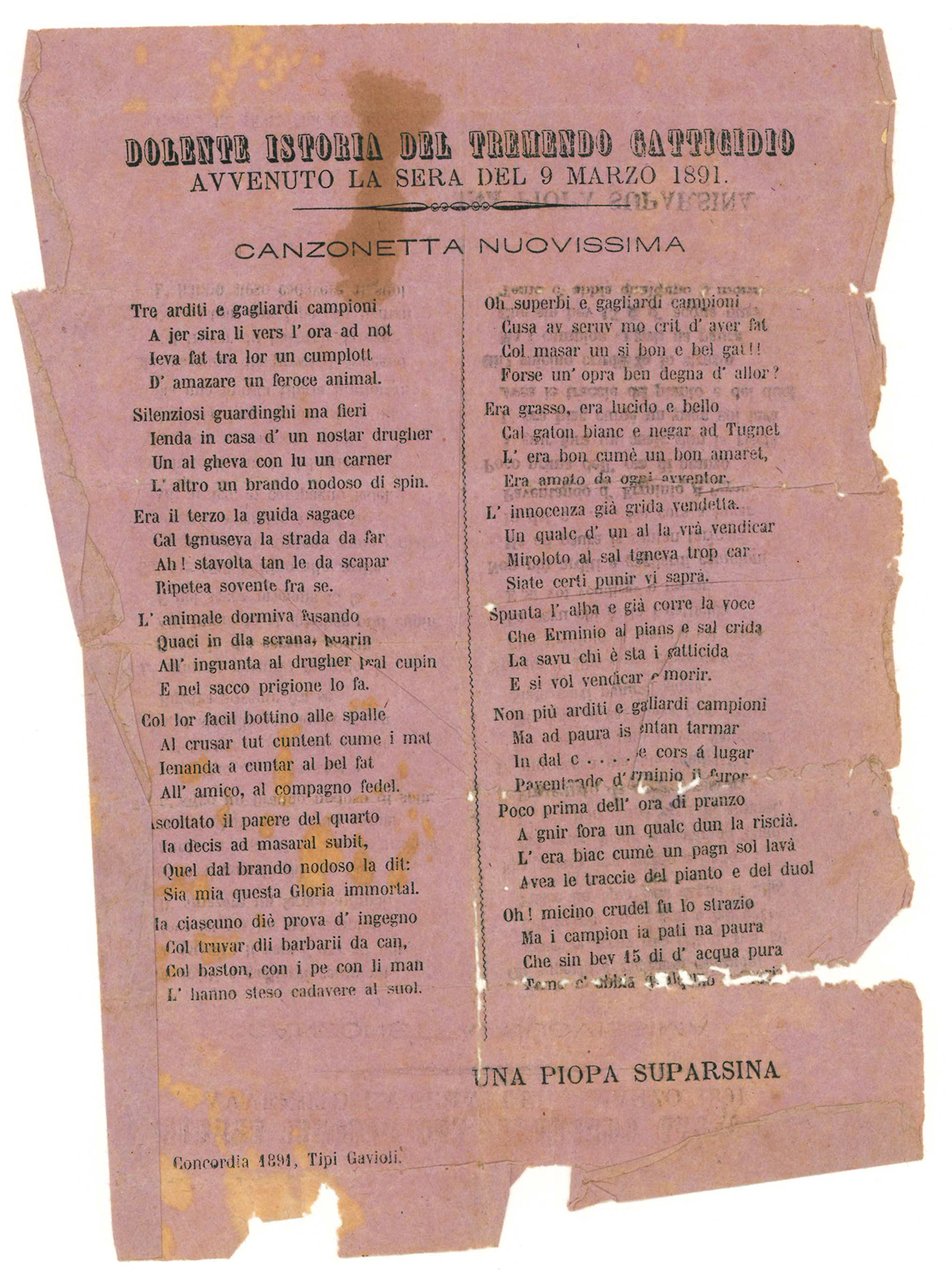 DOLENTE ISTORIA DEL TREMENDO GATTICIDIO
AVVENUTO LA SERA DEL 9 MARZO 1891.
CANZONETTA NUOVISSIMA
Tre arditi e gagliardi campioni
A jer sira li vers l' ora ad not
Ieva fat tra lor un cumplott
D' amazare un feroce animal.
Silenziosi guardinghi ma fieri
Ienda in casa d' un nostar drugher
Un al gheva con lu un carner
L' altro un brando nodoso di spin.
Era il terzo la guida sagace
Cal tgnuseva la strada da far
Ah! stavolta tan le da scapar
Ripetea sovente fra se.
L' animale dormiva fusando
Quaci in dla scrana,
All' inguanta al drugher cupin
E nel sacco prigione lo fa.
Col lor facil bottino alle spalle
Al crusar tut cuntent cume i mat
Ienanda a cuntar al bel fat
All' amico, al compagno fedel.
scoltato il parere del quarto
Ia decis ad masaral subit,
Quel dal brando nodoso la dit:
Sia mia questa Gloria immortal.
la ciascuno diè prova d' ingegno
Col truvar dli barbarii da can,
Col baston, con i pe con li man
L' hanno steso cadavere al suol.
Oh superbi e gagliardi campioni
Cusa av seruv mo crit d' aver fat
Col masar un si bon e bel gat!!
Forse un' opra ben degna d' allor?
Era grasso, era lucido e bello
Cal gaton bianc e negar ad Tugnet
L' era bon cumè un bon amaret,
Era amato da ogni avventor.
L' innocenza già grida vendetta.
Un qualc d' un al la vrà vendicar
Miroloto al sal tgneva trop car
Siate certi punir vi saprà.
Spunta l' alba e già corre la voce
Che Erminio al pians e sal crida
La savu chi è sta i gatticida
E si vol vendicar e morir.
Non più arditi e gagliardi campioni
Ma ad paura is entan tarmar
In dal c . . . . e cors á lugar
Paventando d' Erminio il furor
Poco prima dell' ora di pranzo
A gnir fora un qualc dun la riscià.
L' era biac cumè un pagn sol lavà
Avea le traccie del pianto e del duol
Oh! micino crudel fu lo strazio
Ma i campion ia pati na paura
Che sin bev 15 di d' acqua pura
UNA PIOPA SUPARSINA
Concordia 1891, Tipi Gavioli.